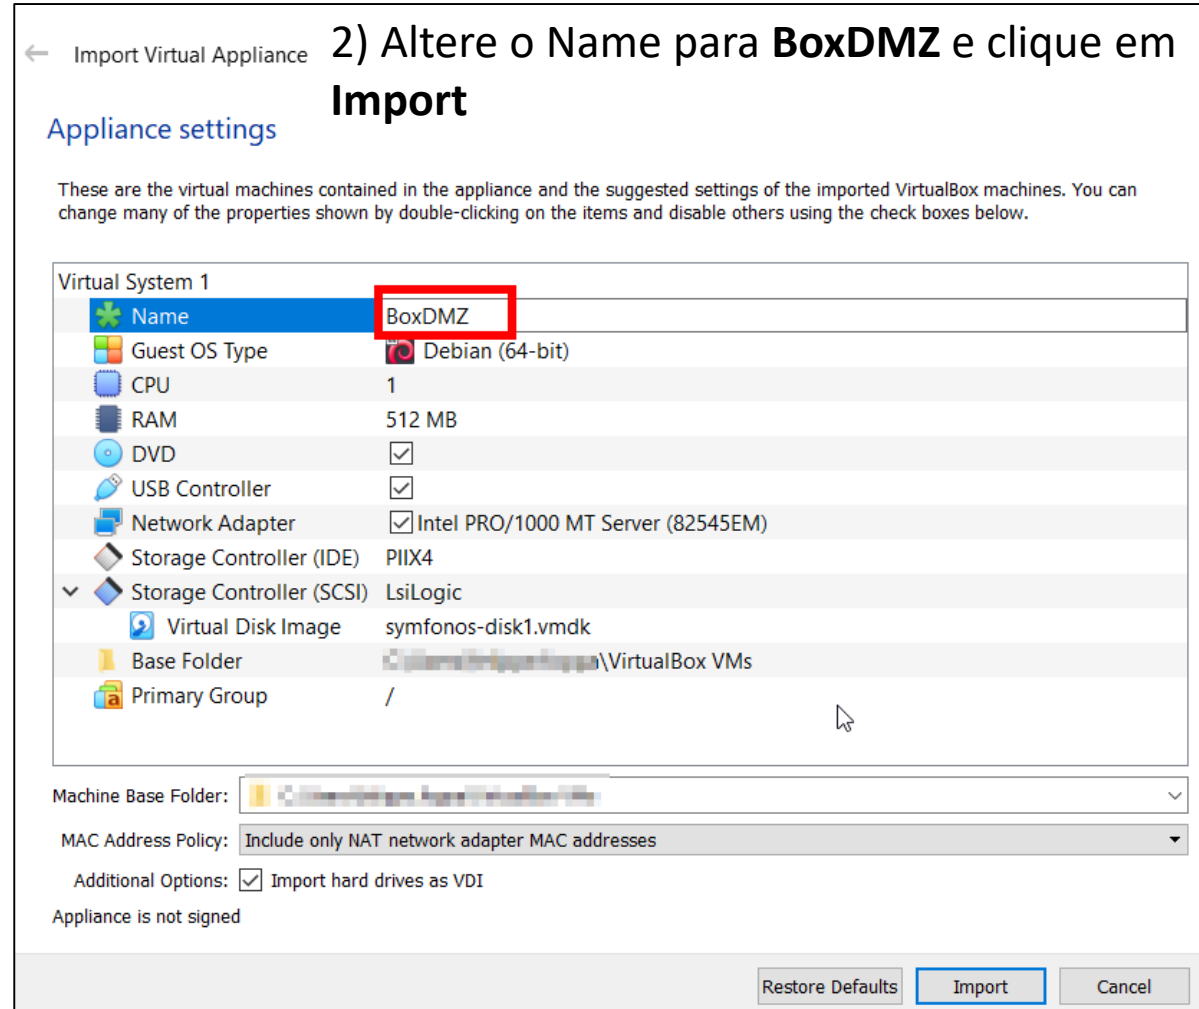 Import Virtual Appliance
2) Altere o Name para BoxDMZ e clique em
Import
Appliance settings
These are the virtual machines contained in the appliance and the suggested settings of the imported VirtualBox machines. You can
change many of the properties shown by double-clicking on the items and disable others using the check boxes below.
Virtual System 1
Name BoxDMZ
Guest OS Type Debian (64-bit)
CPU 1
RAM 512 MB
DVD
USB Controller
Network Adapter Intel PRO/1000 MT Server (82545EM)
Storage Controller (IDE) PIIX4
Storage Controller (SCSI) LsiLogic
Virtual Disk Image symfonos-disk1.vmdk
Base Folder \VirtualBox VMs
Primary Group /
Machine Base Folder:
MAC Address Policy: Include only NAT network adapter MAC addresses
Additional Options: Import hard drives as VDI
Appliance is not signed
Restore Defaults Import Cancel